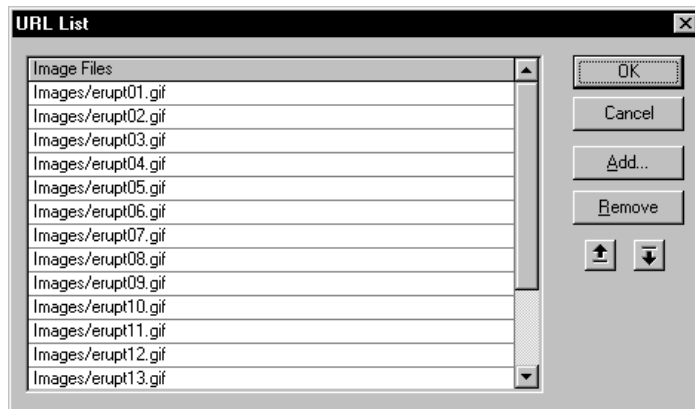 URL List
Image Files
Images/erupt01.gif
Images/erupt02.gif
Images/erupt03.gif
Images/erupt04.gif
Images/erupt05.gif
Images/erupt06.gif
Images/erupt07.gif
Images/erupt08.gif
Images/erupt09.gif
Images/erupt10.gif
Images/erupt11.gif
Images/erupt12.gif
Images/erupt13.gif
OK
Cancel
Add...
Remove